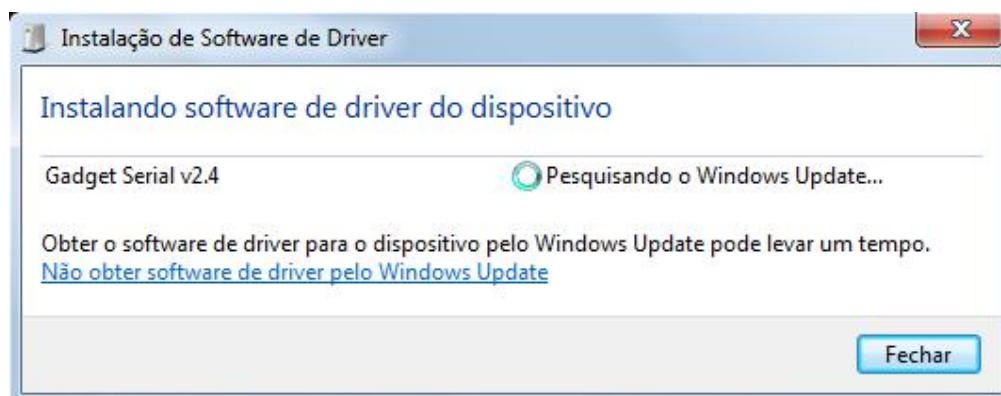 Instalação de Software de Driver
Instalando software de driver do dispositivo
Gadget Serial v2.4 Pesquisando o Windows Update...
Obter o software de driver para o dispositivo pelo Windows Update pode levar um tempo.
Não obter software de driver pelo Windows Update
Fechar